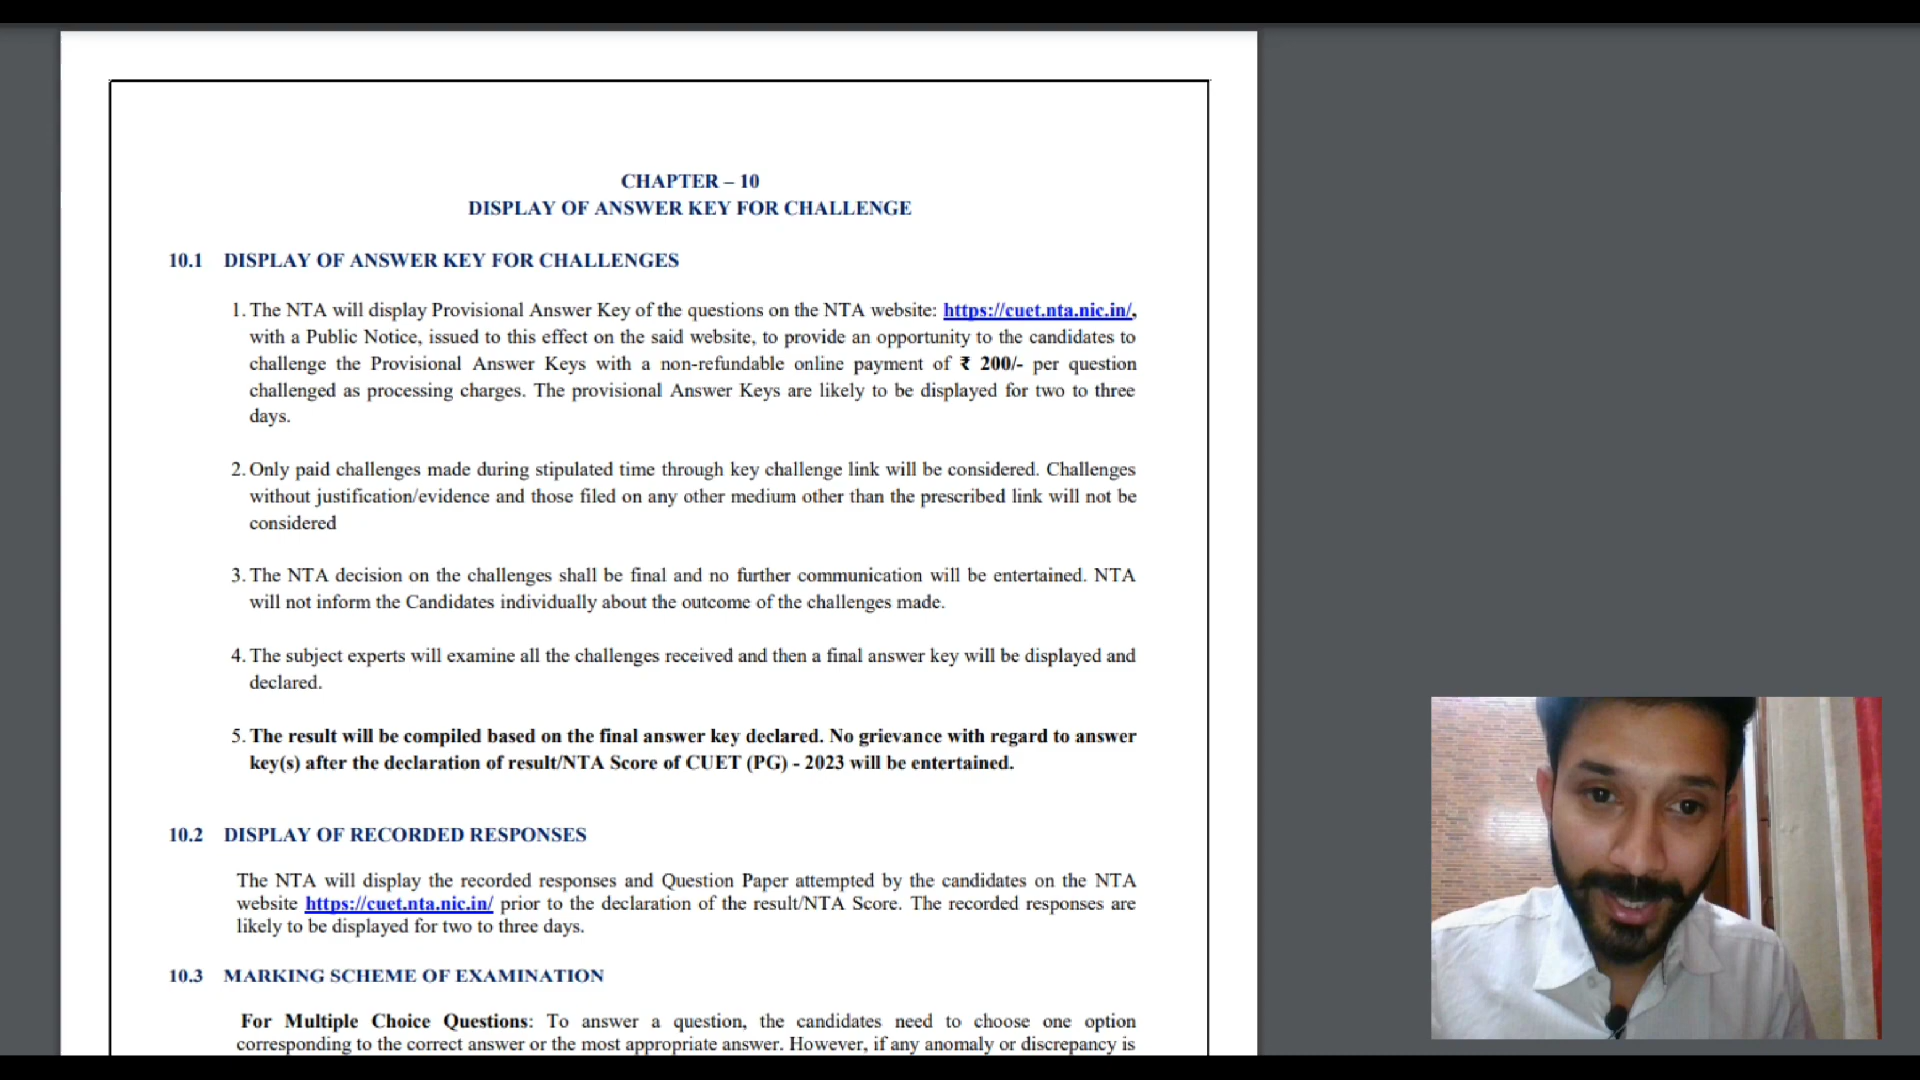 CHAPTER – 10
DISPLAY OF ANSWER KEY FOR CHALLENGE
10.1 DISPLAY OF ANSWER KEY FOR CHALLENGES
1. The NTA will display Provisional Answer Key of the questions on the NTA website: https://cuet.nta.nic.in/,
with a Public Notice, issued to this effect on the said website, to provide an opportunity to the candidates to
challenge the Provisional Answer Keys with a non-refundable online payment of ₹ 200/- per question
challenged as processing charges. The provisional Answer Keys are likely to be displayed for two to three
days.
2. Only paid challenges made during stipulated time through key challenge link will be considered. Challenges
without justification/evidence and those filed on any other medium other than the prescribed link will not be
considered
3. The NTA decision on the challenges shall be final and no further communication will be entertained. NTA
will not inform the Candidates individually about the outcome of the challenges made.
4. The subject experts will examine all the challenges received and then a final answer key will be displayed and
declared.
5. The result will be compiled based on the final answer key declared. No grievance with regard to answer
key(s) after the declaration of result/NTA Score of CUET (PG) - 2023 will be entertained.
10.2 DISPLAY OF RECORDED RESPONSES
The NTA will display the recorded responses and Question Paper attempted by the candidates on the NTA
website https://cuet.nta.nic.in/ prior to the declaration of the result/NTA Score. The recorded responses are
likely to be displayed for two to three days.
10.3 MARKING SCHEME OF EXAMINATION
For Multiple Choice Questions: To answer a question, the candidates need to choose one option
corresponding to the correct answer or the most appropriate answer. However, if any anomaly or discrepancy is